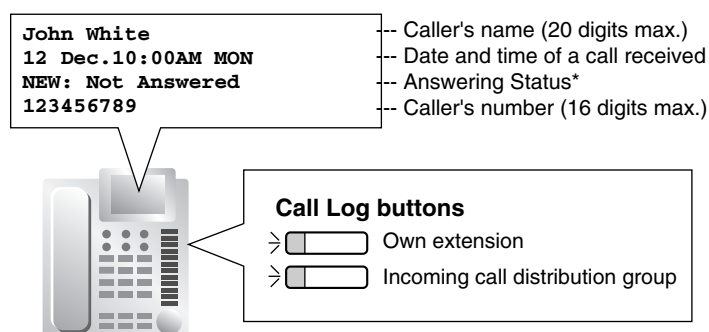 John White --- Caller's name (20 digits max.)
12 Dec.10:00AM MON --- Date and time of a call received
NEW: Not Answered --- Answering Status*
123456789 --- Caller's number (16 digits max.)
Call Log buttons
Own extension
Incoming call distribution group